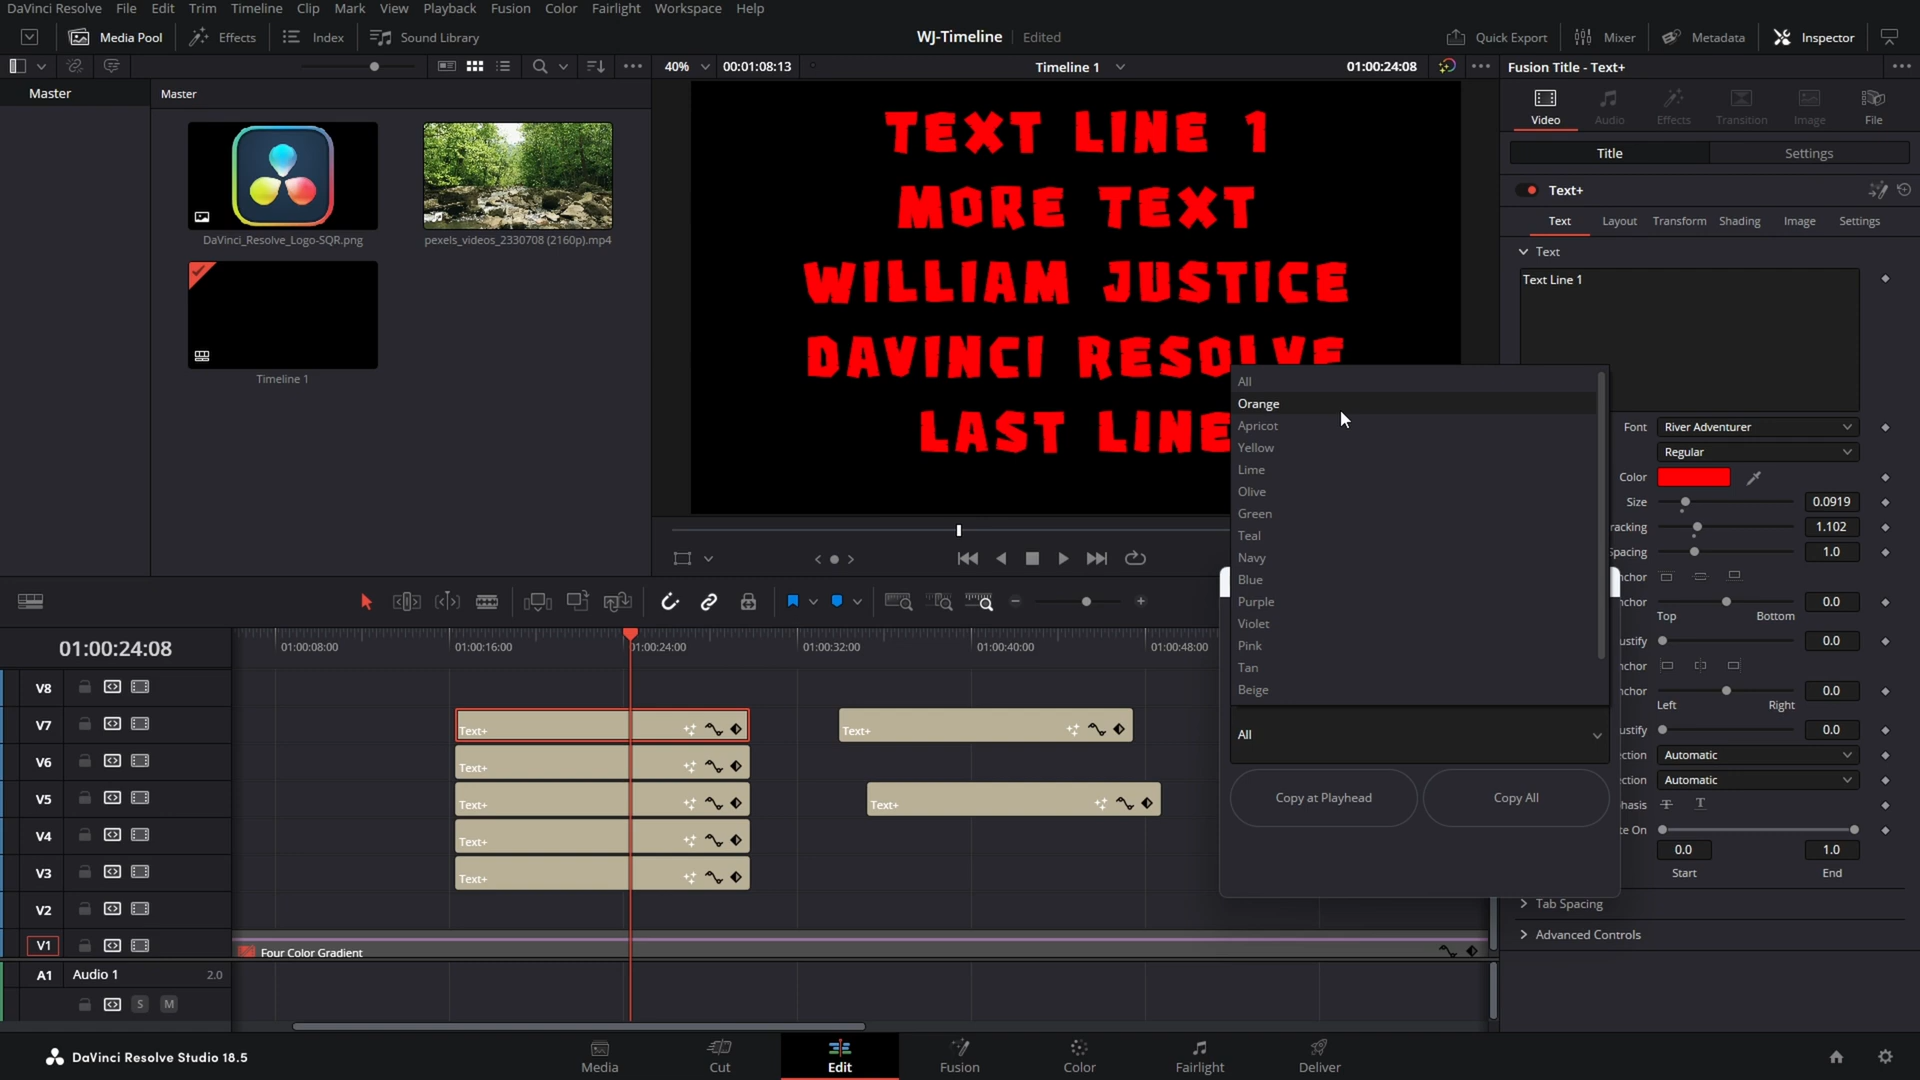 DaVinci Resolve File Edit Trim Timeline Clip Mark View Playback Fusion Color Fairlight Workspace Help
Media Pool Effects Index Sound Library WJ-Timeline Edited Quick Export Mixer Metadata Inspector
40% 00:01:08:13 Timeline 1 01:00:24:08 Fusion Title - Text+
Master Master
Video Audio Effects Transition Image File
Title Settings
Text+
Text Layout Transform Shading Image Settings
Text
Text Line 1
DaVinci_Resolve_Logo-SQR.png pexels_videos_2330708 (2160p).mp4
Timeline 1
TEXT LINE 1
MORE TEXT
WILLIAM JUSTICE
DAVINCI RESOLVE
LAST LINE
All
Orange
Apricot
Yellow
Lime
Olive
Green
Teal
Navy
Blue
Purple
Violet
Pink
Tan
Beige
All
Copy at Playhead Copy All
Font River Adventurer
Regular
Color
Size 0.0919
racking 1.102
Spacing 1.0
nchor
nchor 0.0
Top Bottom
ustify 0.0
nchor
nchor 0.0
Left Right
ustify 0.0
ction Automatic
ction Automatic
hasis T T
te On
0.0 1.0
Start End
Tab Spacing
Advanced Controls
01:00:24:08 01:00:08:00 01:00:16:00 01:00:24:00 01:00:32:00 01:00:40:00 01:00:48:00
V8
V7 Text+ Text+
V6 Text+
V5 Text+ Text+
V4 Text+
V3 Text+
V2
V1 Four Color Gradient
A1 Audio 1 2.0
S M
DaVinci Resolve Studio 18.5 Media Cut Edit Fusion Color Fairlight Deliver